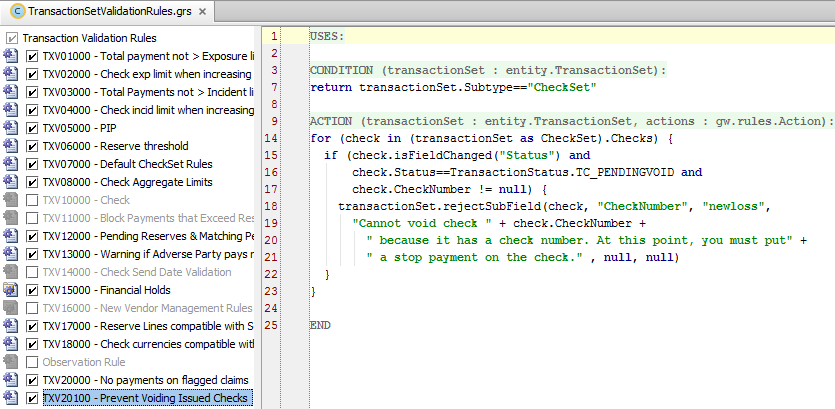 TransactionSetValidationRules.grs
Transaction Validation Rules
TXV01000 - Total payment not > Exposure li
TXV02000 - Check exp limit when increasing
TXV03000 - Total Payments not > Incident li
TXV04000 - Check incid limit when increasing
TXV05000 - PIP
TXV06000 - Reserve threshold
TXV07000 - Default CheckSet Rules
TXV08000 - Check Aggregate Limits
TXV10000 - Check
TXV11000 - Block Payments that Exceed Res
TXV12000 - Pending Reserves & Matching Pe
TXV13000 - Warning if Adverse Party pays m
TXV14000 - Check Send Date Validation
TXV15000 - Financial Holds
TXV16000 - New Vendor Management Rules
TXV17000 - Reserve Lines compatible with S
TXV18000 - Check currencies compatible wit
Observation Rule
TXV20000 - No payments on flagged claims
TXV20100 - Prevent Voiding Issued Checks
1 USES:
2
3 CONDITION (transactionSet : entity.TransactionSet):
7 return transactionSet.Subtype=="CheckSet"
8
9 ACTION (transactionSet : entity.TransactionSet, actions : gw.rules.Action):
14 for (check in (transactionSet as CheckSet).Checks) {
15 if (check.isFieldChanged("Status") and
16 check.Status==TransactionStatus.TC_PENDINGVOID and
17 check.CheckNumber != null) {
18 transactionSet.rejectSubField(check, "CheckNumber", "newloss",
19 "Cannot void check " + check.CheckNumber +
20 " because it has a check number. At this point, you must put" +
21 " a stop payment on the check." , null, null)
22 }
23 }
24
25 END